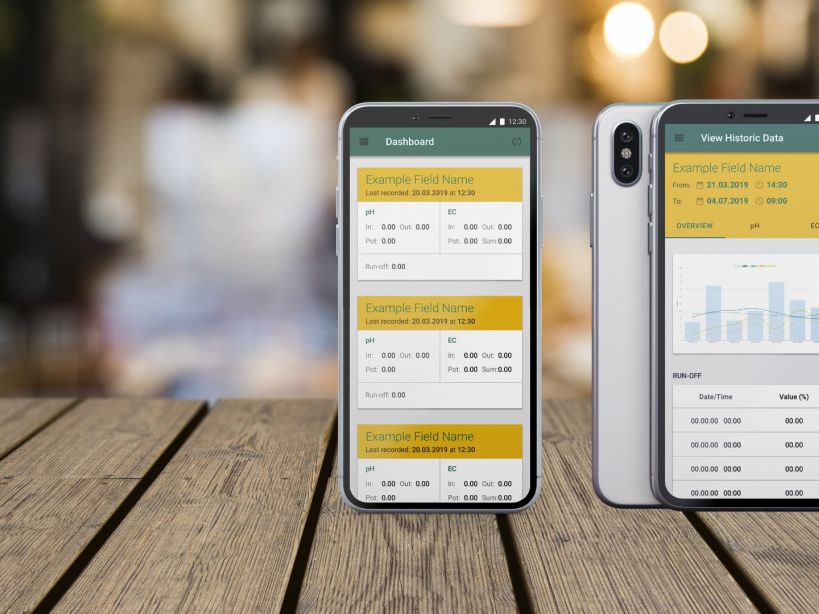 12:30
Dashboard
Example Field Name
Last recorded: 20.03.2019 at 12:30
pH
EC
In: 0.00 Out: 0.00
In: 0.00 Out: 0.00
Pot: 0.00
Pot: 0.00 Sum:0.00
Run-off: 0.00
Example Field Name
Last recorded: 20.03.2019 at 12:30
pH
EC
In: 0.00 Out: 0.00
In: 0.00 Out: 0.00
Pot: 0.00
Pot: 0.00 Sum:0.00
Run-off: 0.00
Example Field Name
Last recorded: 20.03.2019 at 12:30
pH
EC
In: 0.00 Out: 0.00
In: 0.00 Out: 0.00
Pot: 0.00
Pot: 0.00 Sum:0.00
View Historic Data
Example Field Name
From: 21.03.2019 14:30
To: 04.07.2019 09:00
OVERVIEW pH EC
RUN-OFF
Date/Time Value (%)
00.00.00 00:00 00.00
00.00.00 00:00 00.00
00.00.00 00:00 00.00
00.00.00 00:00 00.00